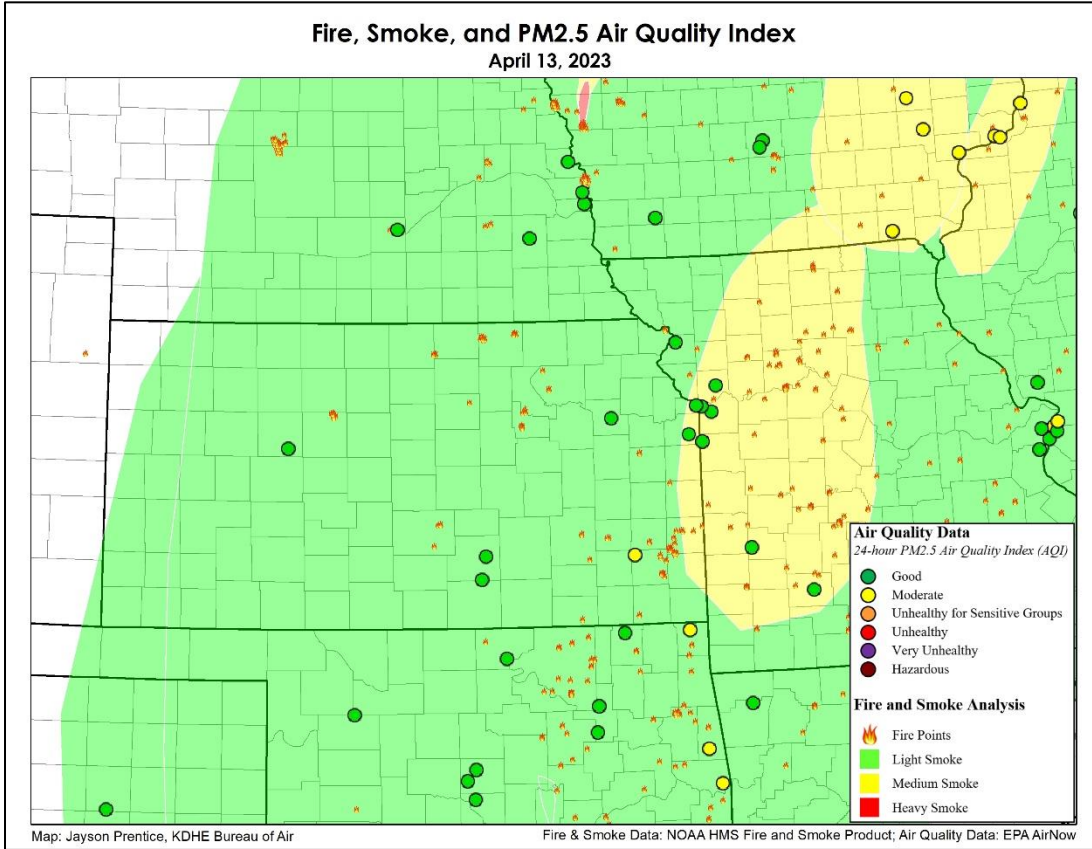 Fire, Smoke, and PM2.5 Air Quality Index
April 13, 2023
Air Quality Data
24-hour PM2.5 Air Quality Index (AQI)
Good
Moderate
Unhealthy for Sensitive Groups
Unhealthy
Very Unhealthy
Hazardous
Fire and Smoke Analysis
Fire Points
Light Smoke
Medium Smoke
Heavy Smoke
Map: Jayson Prentice, KDHE Bureau of Air
Fire & Smoke Data: NOAA HMS Fire and Smoke Product; Air Quality Data: EPA AirNow